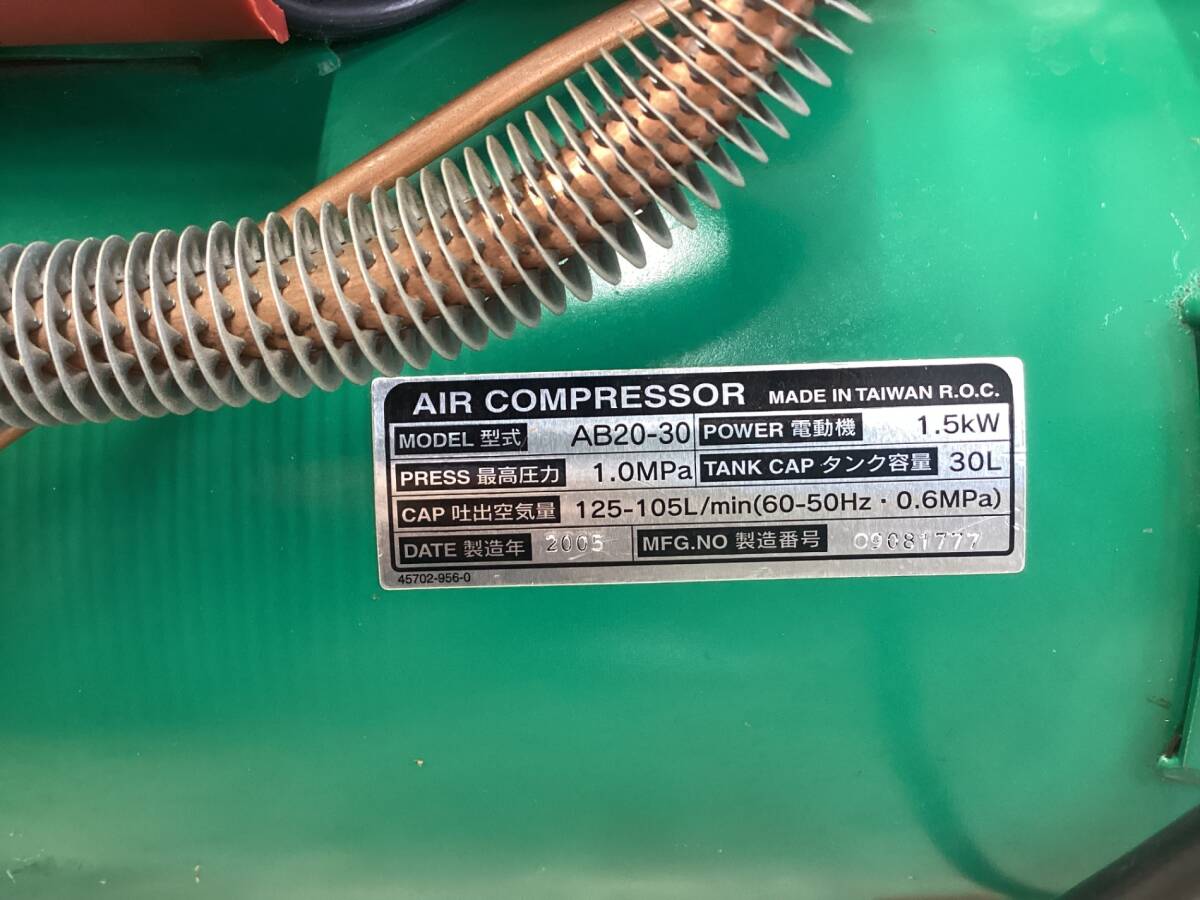 AIR COMPRESSOR MADE IN TAIWAN R.O.C.
MODEL 型式 AB20-30 POWER 電動機 1.5kW
PRESS 最高圧力 1.0MPa TANK CAP タンク容量 30L
CAP 吐出空気量 125-105L/min(60-50Hz・0.6MPa)
DATE 製造年 2005 MFG.NO 製造番号 09081777
45702-956-0